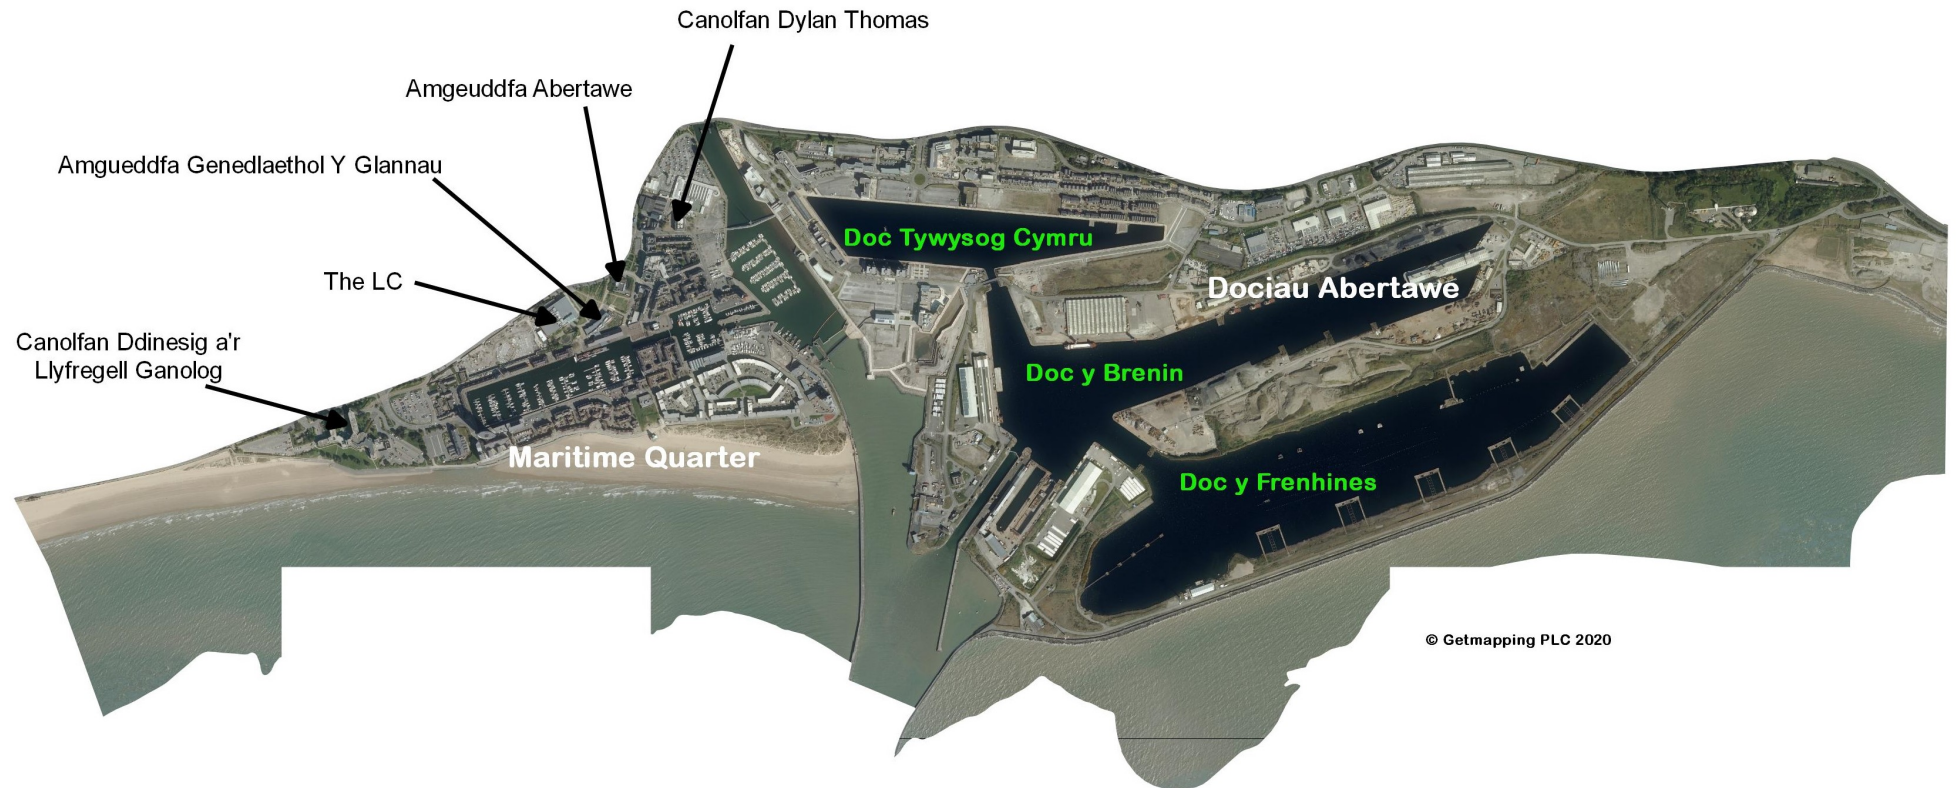 Canolfan Dylan Thomas
Amgeuddfa Abertawe
Amgueddfa Genedlaethol Y Glannau
The LC
Canolfan Ddinesig a'r
Llyfregell Ganolog
Doc Tywysog Cymru
Dociau Abertawe
Doc y Brenin
Maritime Quarter
Doc y Frenhines
© Getmapping PLC 2020